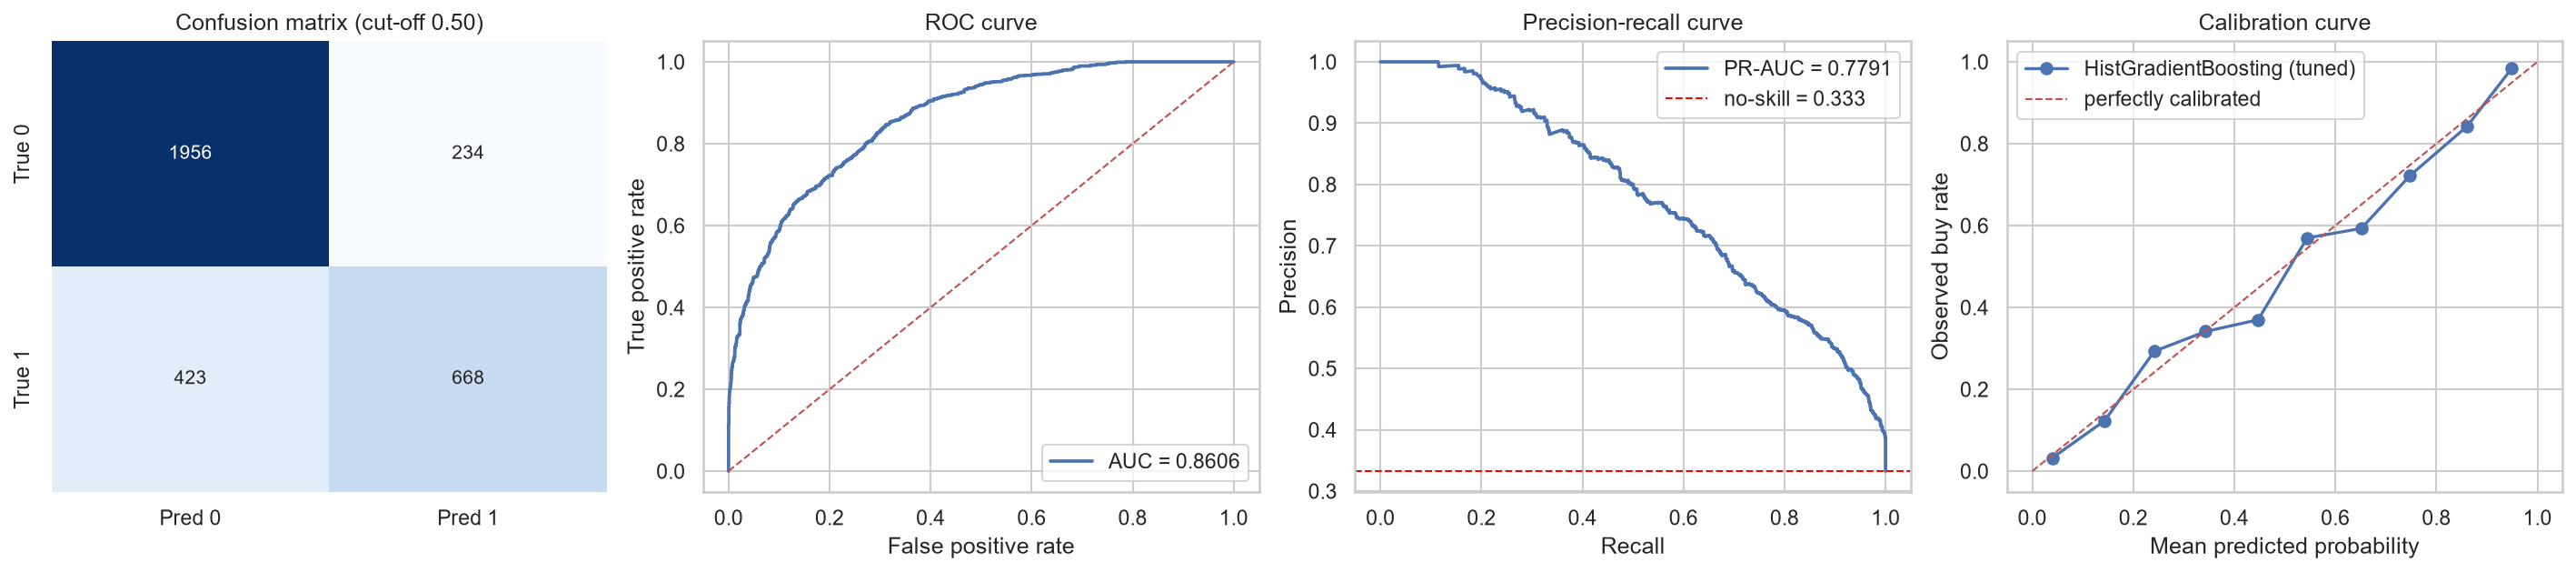 Confusion matrix (cut-off 0.50)
True 0
True 1
1956
234
423
668
Pred 0
Pred 1
ROC curve
True positive rate
1.0
0.8
0.6
0.4
0.2
0.0
AUC = 0.8606
0.0 0.2 0.4 0.6 0.8 1.0
False positive rate
Precision-recall curve
Precision
1.0
0.9
0.8
0.7
0.6
0.5
0.4
0.3
PR-AUC = 0.7791
no-skill = 0.333
0.0 0.2 0.4 0.6 0.8 1.0
Recall
Calibration curve
Observed buy rate
1.0
0.8
0.6
0.4
0.2
0.0
HistGradientBoosting (tuned)
perfectly calibrated
0.0 0.2 0.4 0.6 0.8 1.0
Mean predicted probability